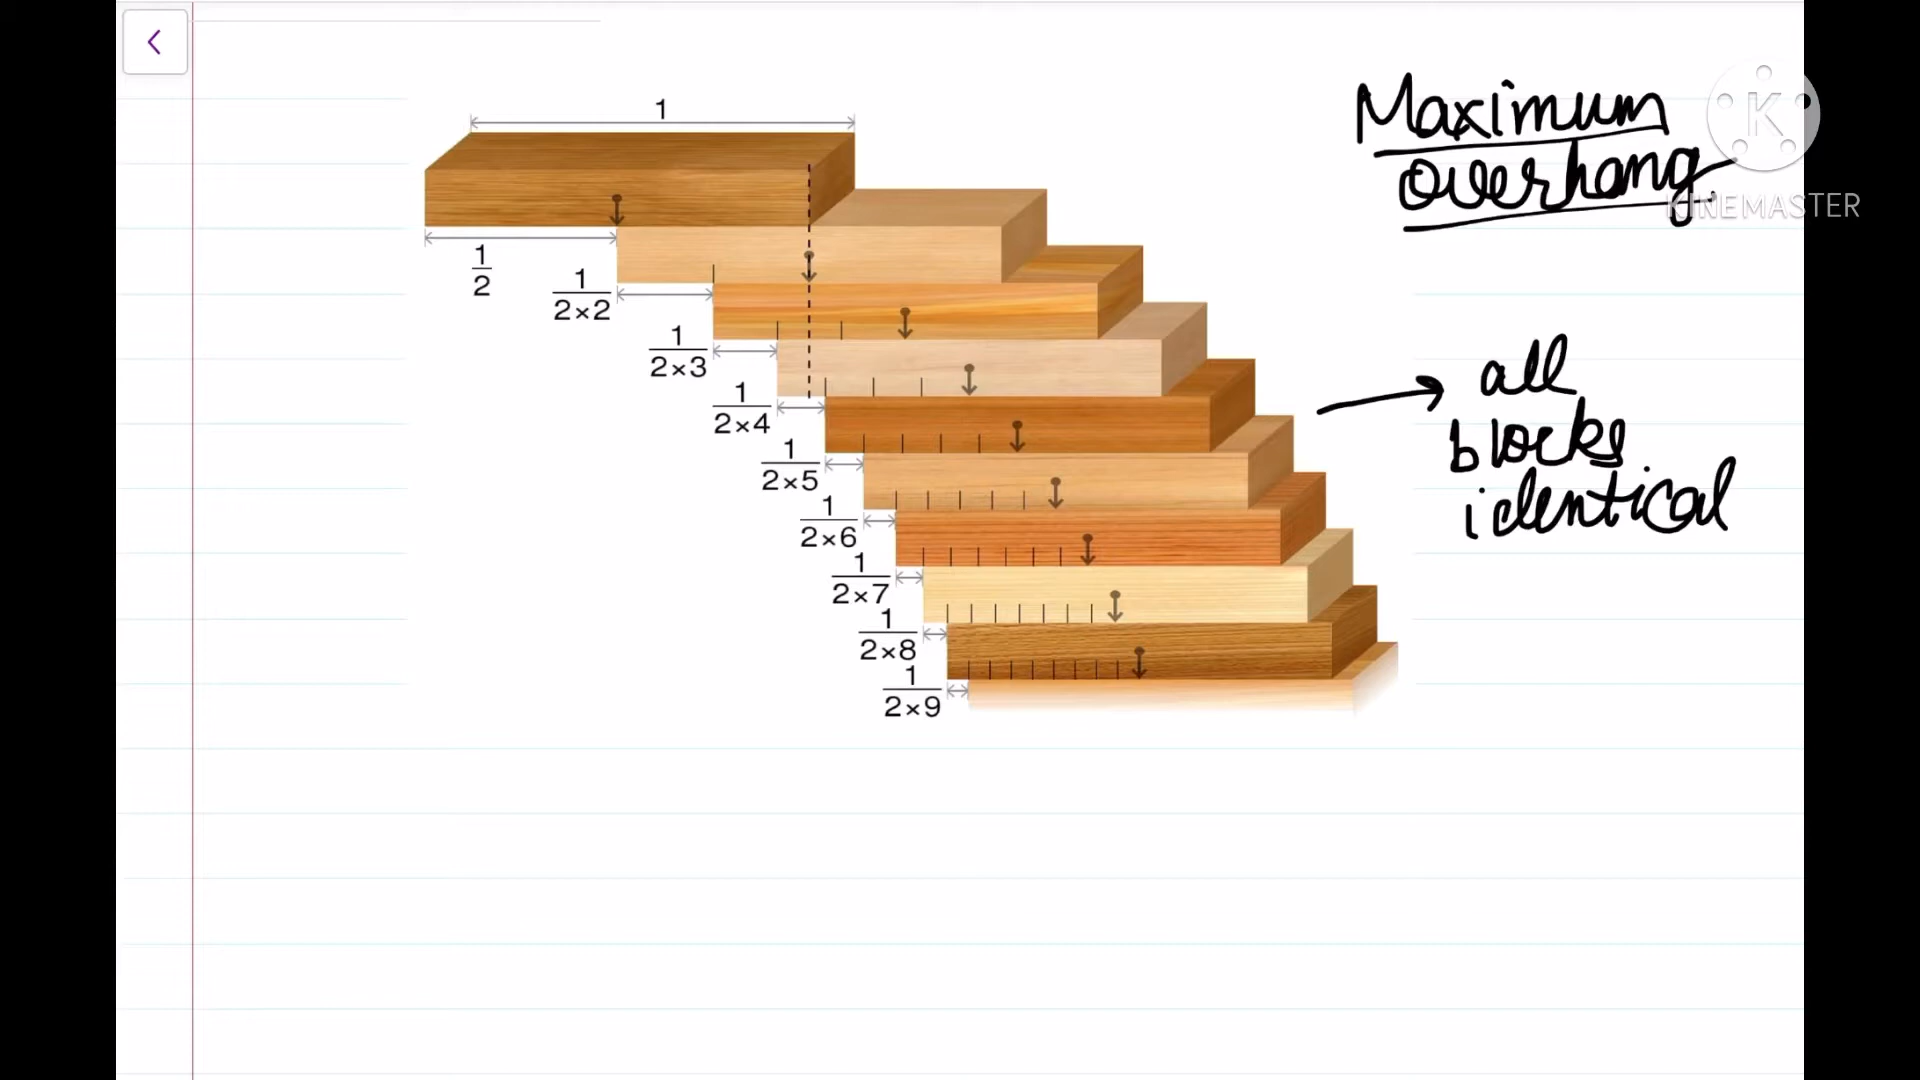 1
Maximum
overhang
KINEMASTER
1/2
1/2×2
1/2×3
1/2×4
1/2×5
1/2×6
1/2×7
1/2×8
1/2×9
all
blocks
identical